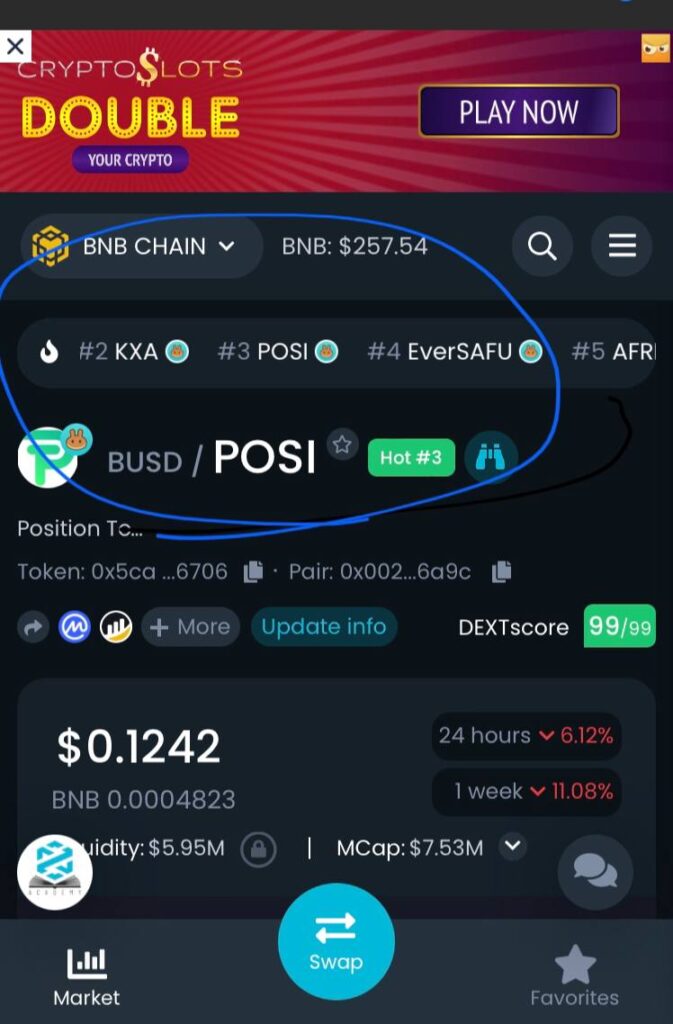 CRYPTO$LOTS
DOUBLE
YOUR CRYPTO
PLAY NOW
BNB CHAIN BNB: $257.54
#2 KXA #3 POSI #4 EverSAFU #5 AFRI
BUSD / POSI Hot #3
Position To...
Token: 0x5ca ...6706 · Pair: 0x002...6a9c
+ More Update info DEXTscore 99/99
$0.1242
24 hours 6.12%
BNB 0.0004823
1 week 11.08%
uidity: $5.95M | MCap: $7.53M
ACADEMY
Swap
Market
Favorites